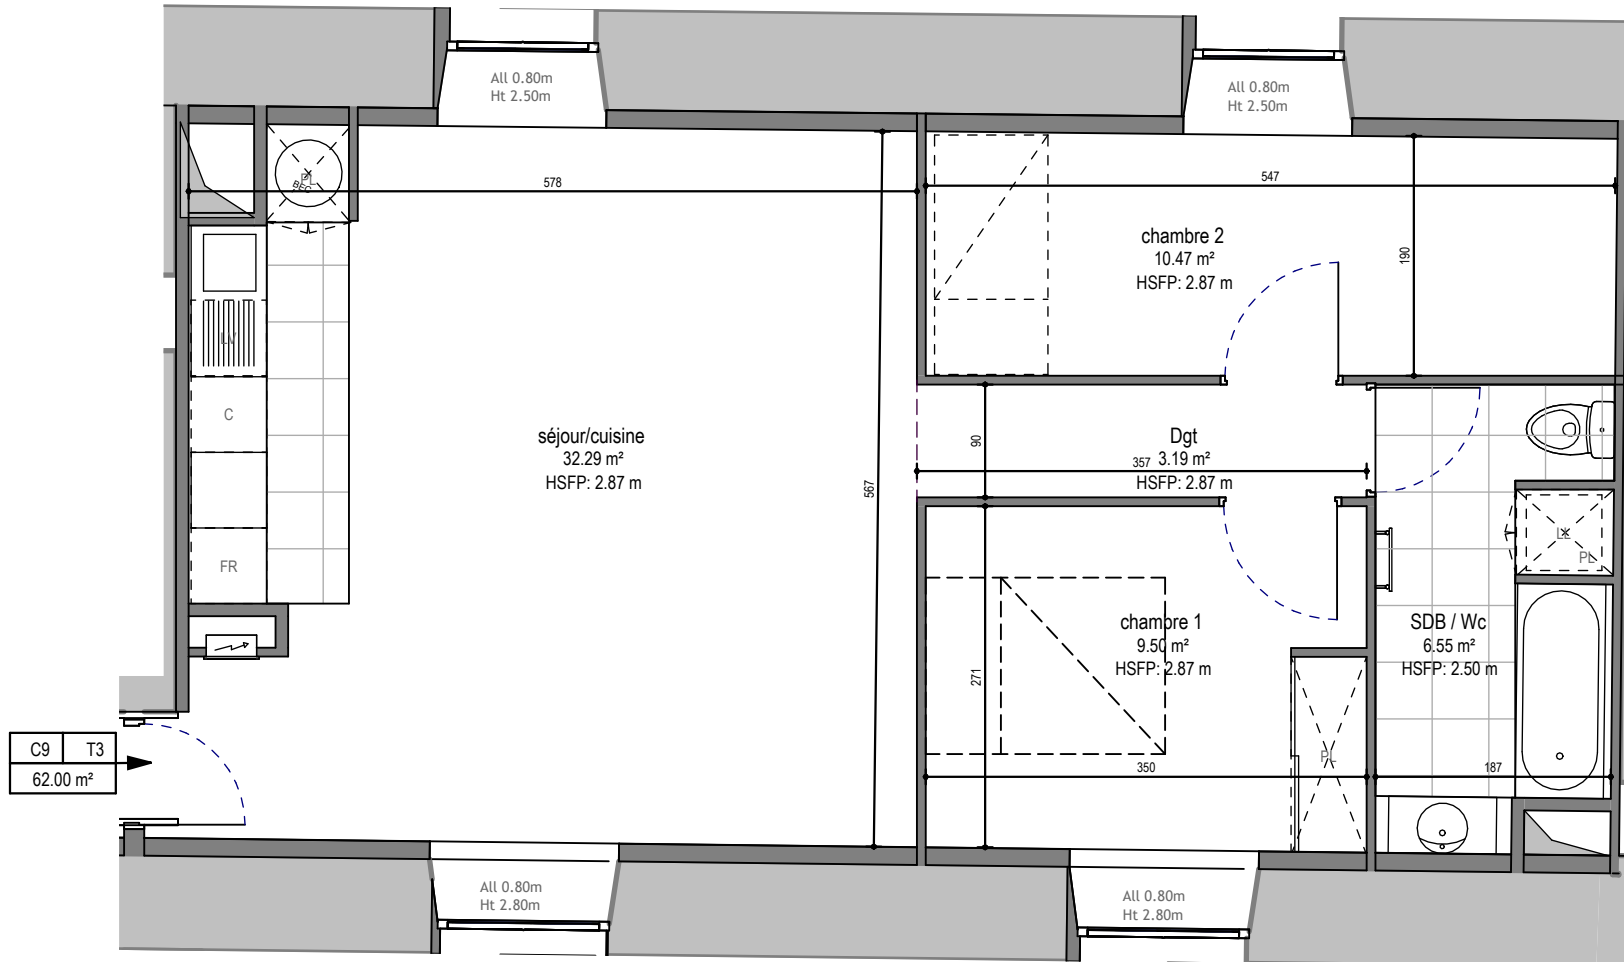 All 0.80m
Ht 2.50m
All 0.80m
Ht 2.50m
578
547
chambre 2
10.47 m²
HSFP: 2.87 m
190
LV
C
FR
séjour/cuisine
32.29 m²
HSFP: 2.87 m
567
90
Dgt
357 3.19 m²
HSFP: 2.87 m
LL
PL
chambre 1
9.50 m²
HSFP: 2.87 m
271
350
PL
SDB / Wc
6.55 m²
HSFP: 2.50 m
187
C9 T3
62.00 m²
All 0.80m
Ht 2.80m
All 0.80m
Ht 2.80m